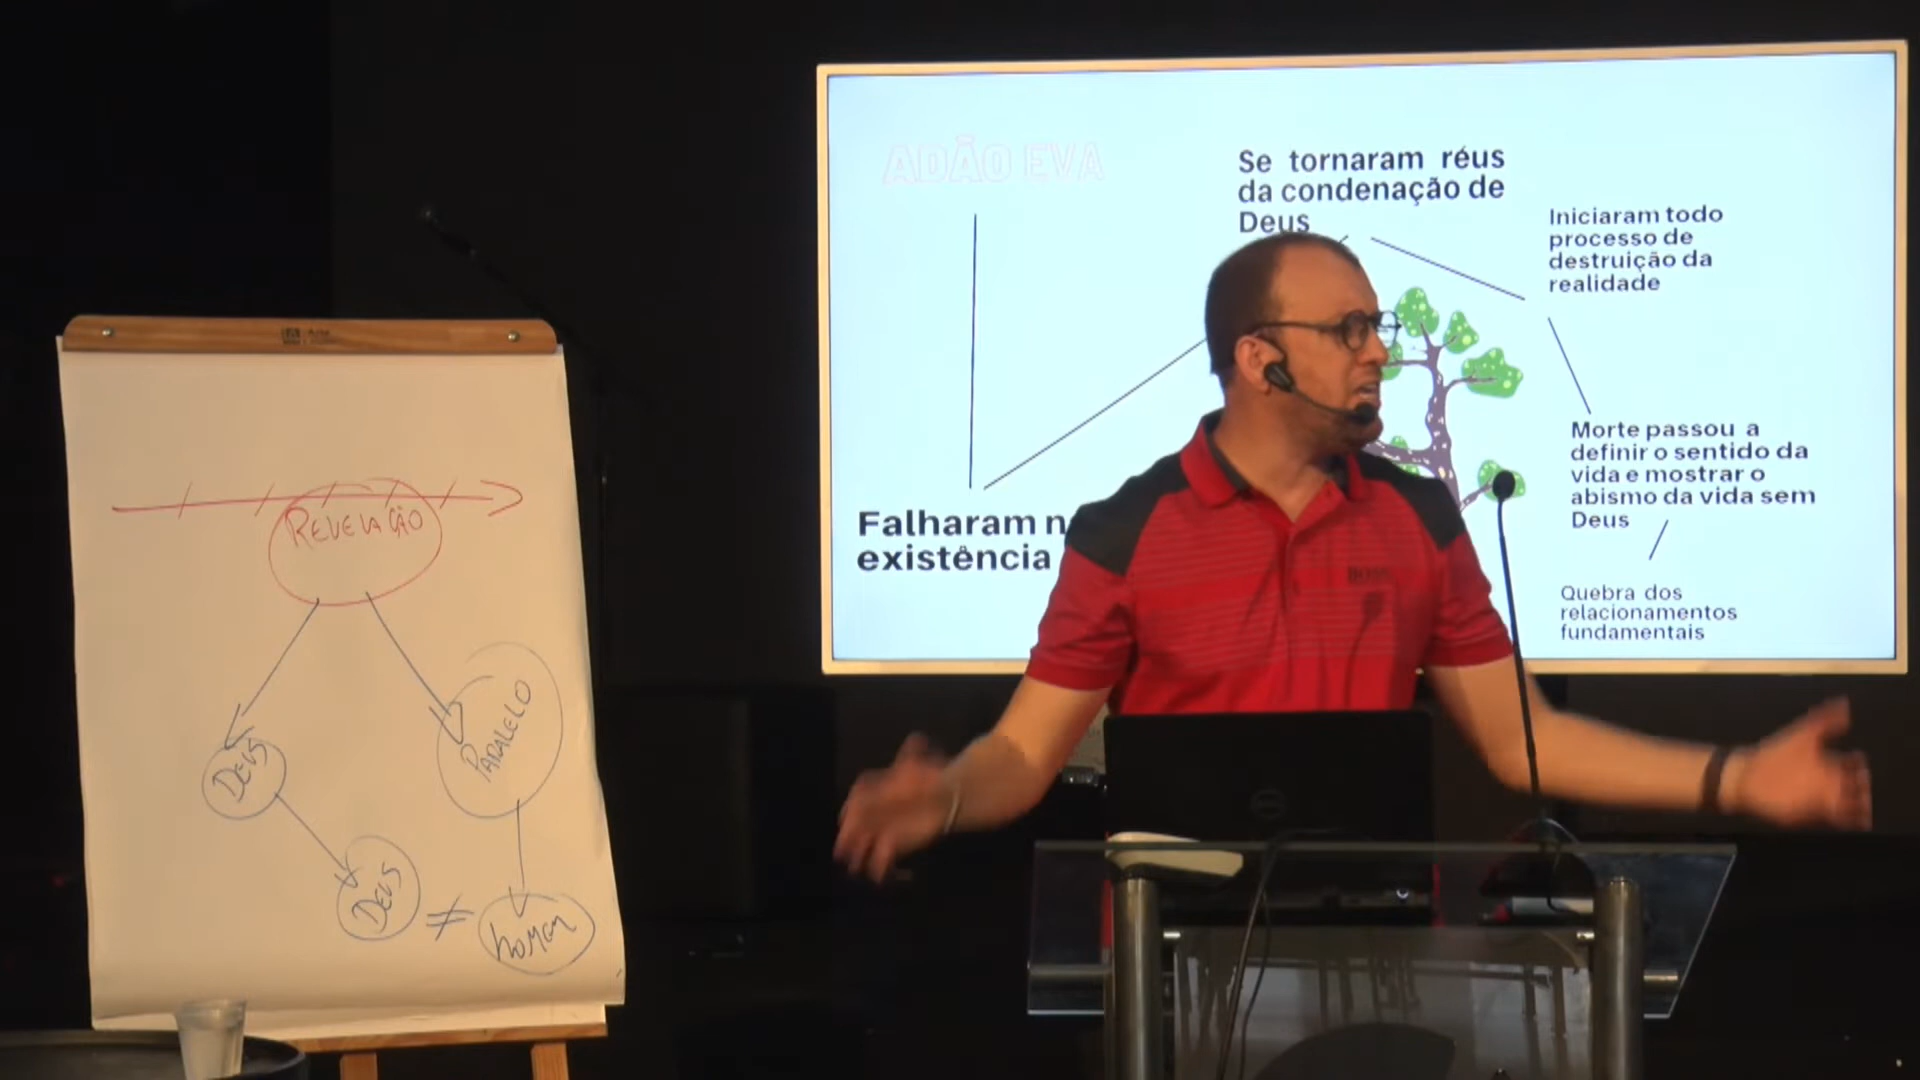 ADÃO EVA
Se tornaram réus
da condenação de
Deus
Iniciaram todo
processo de
destruição da
realidade
Morte passou a
definir o sentido da
vida e mostrar o
abismo da vida sem
Deus
Quebra dos
relacionamentos
fundamentais
Falharam n
existência
REVELAÇÃO
DEUS
PARALELO
DEUS ≠ homem
BOSS
DELL